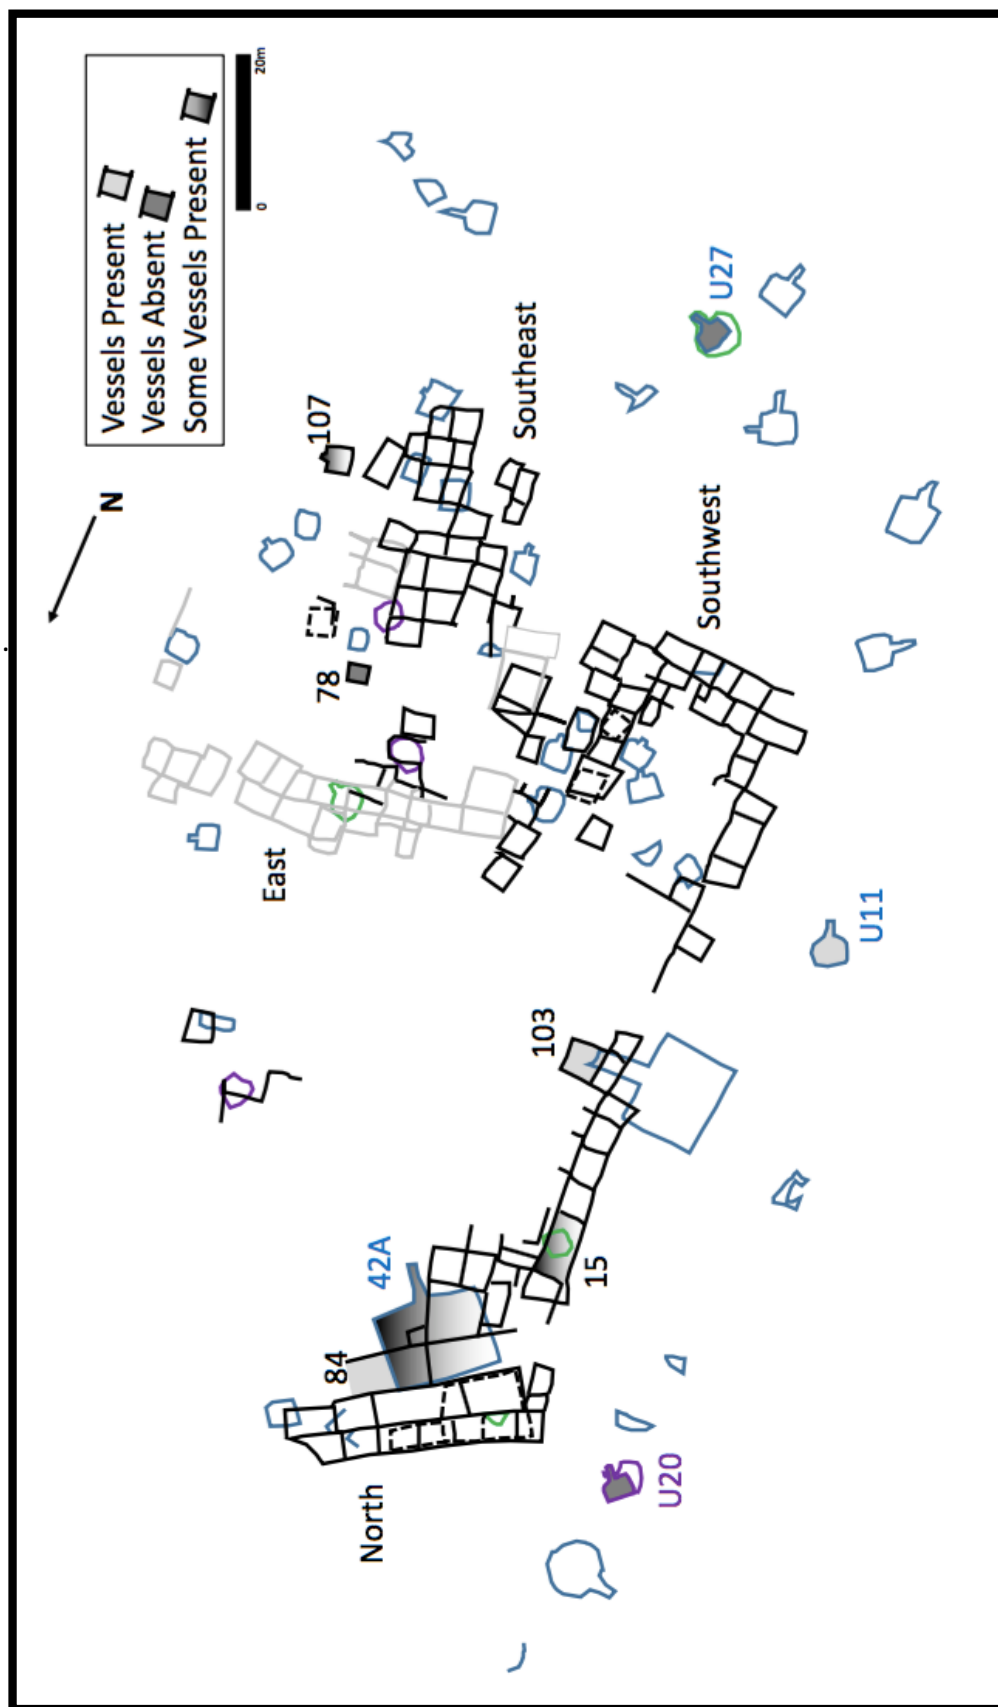 Vessels Present
Vessels Absent
Some Vessels Present
0
20m
N
107
Southeast
U27
78
Southwest
East
U11
103
42A
15
84
North
U20